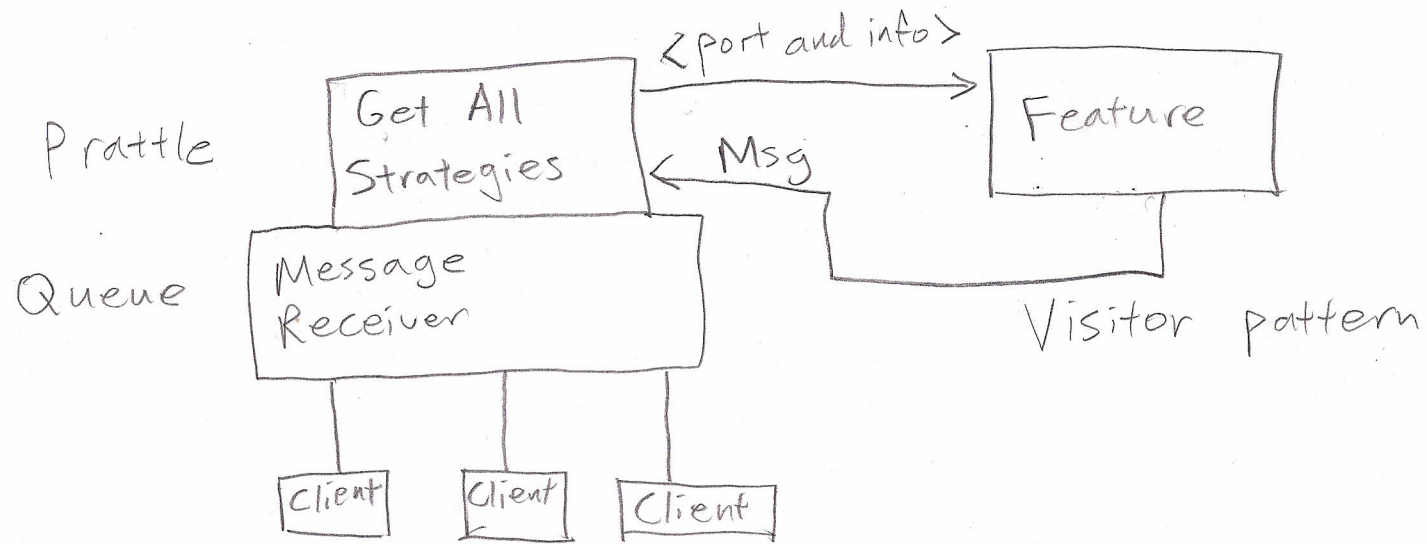 <port and info>
Prattle
Get All
Strategies
Msg
Feature
Queue
Message
Receiver
Visitor pattern
Client
Client
Client